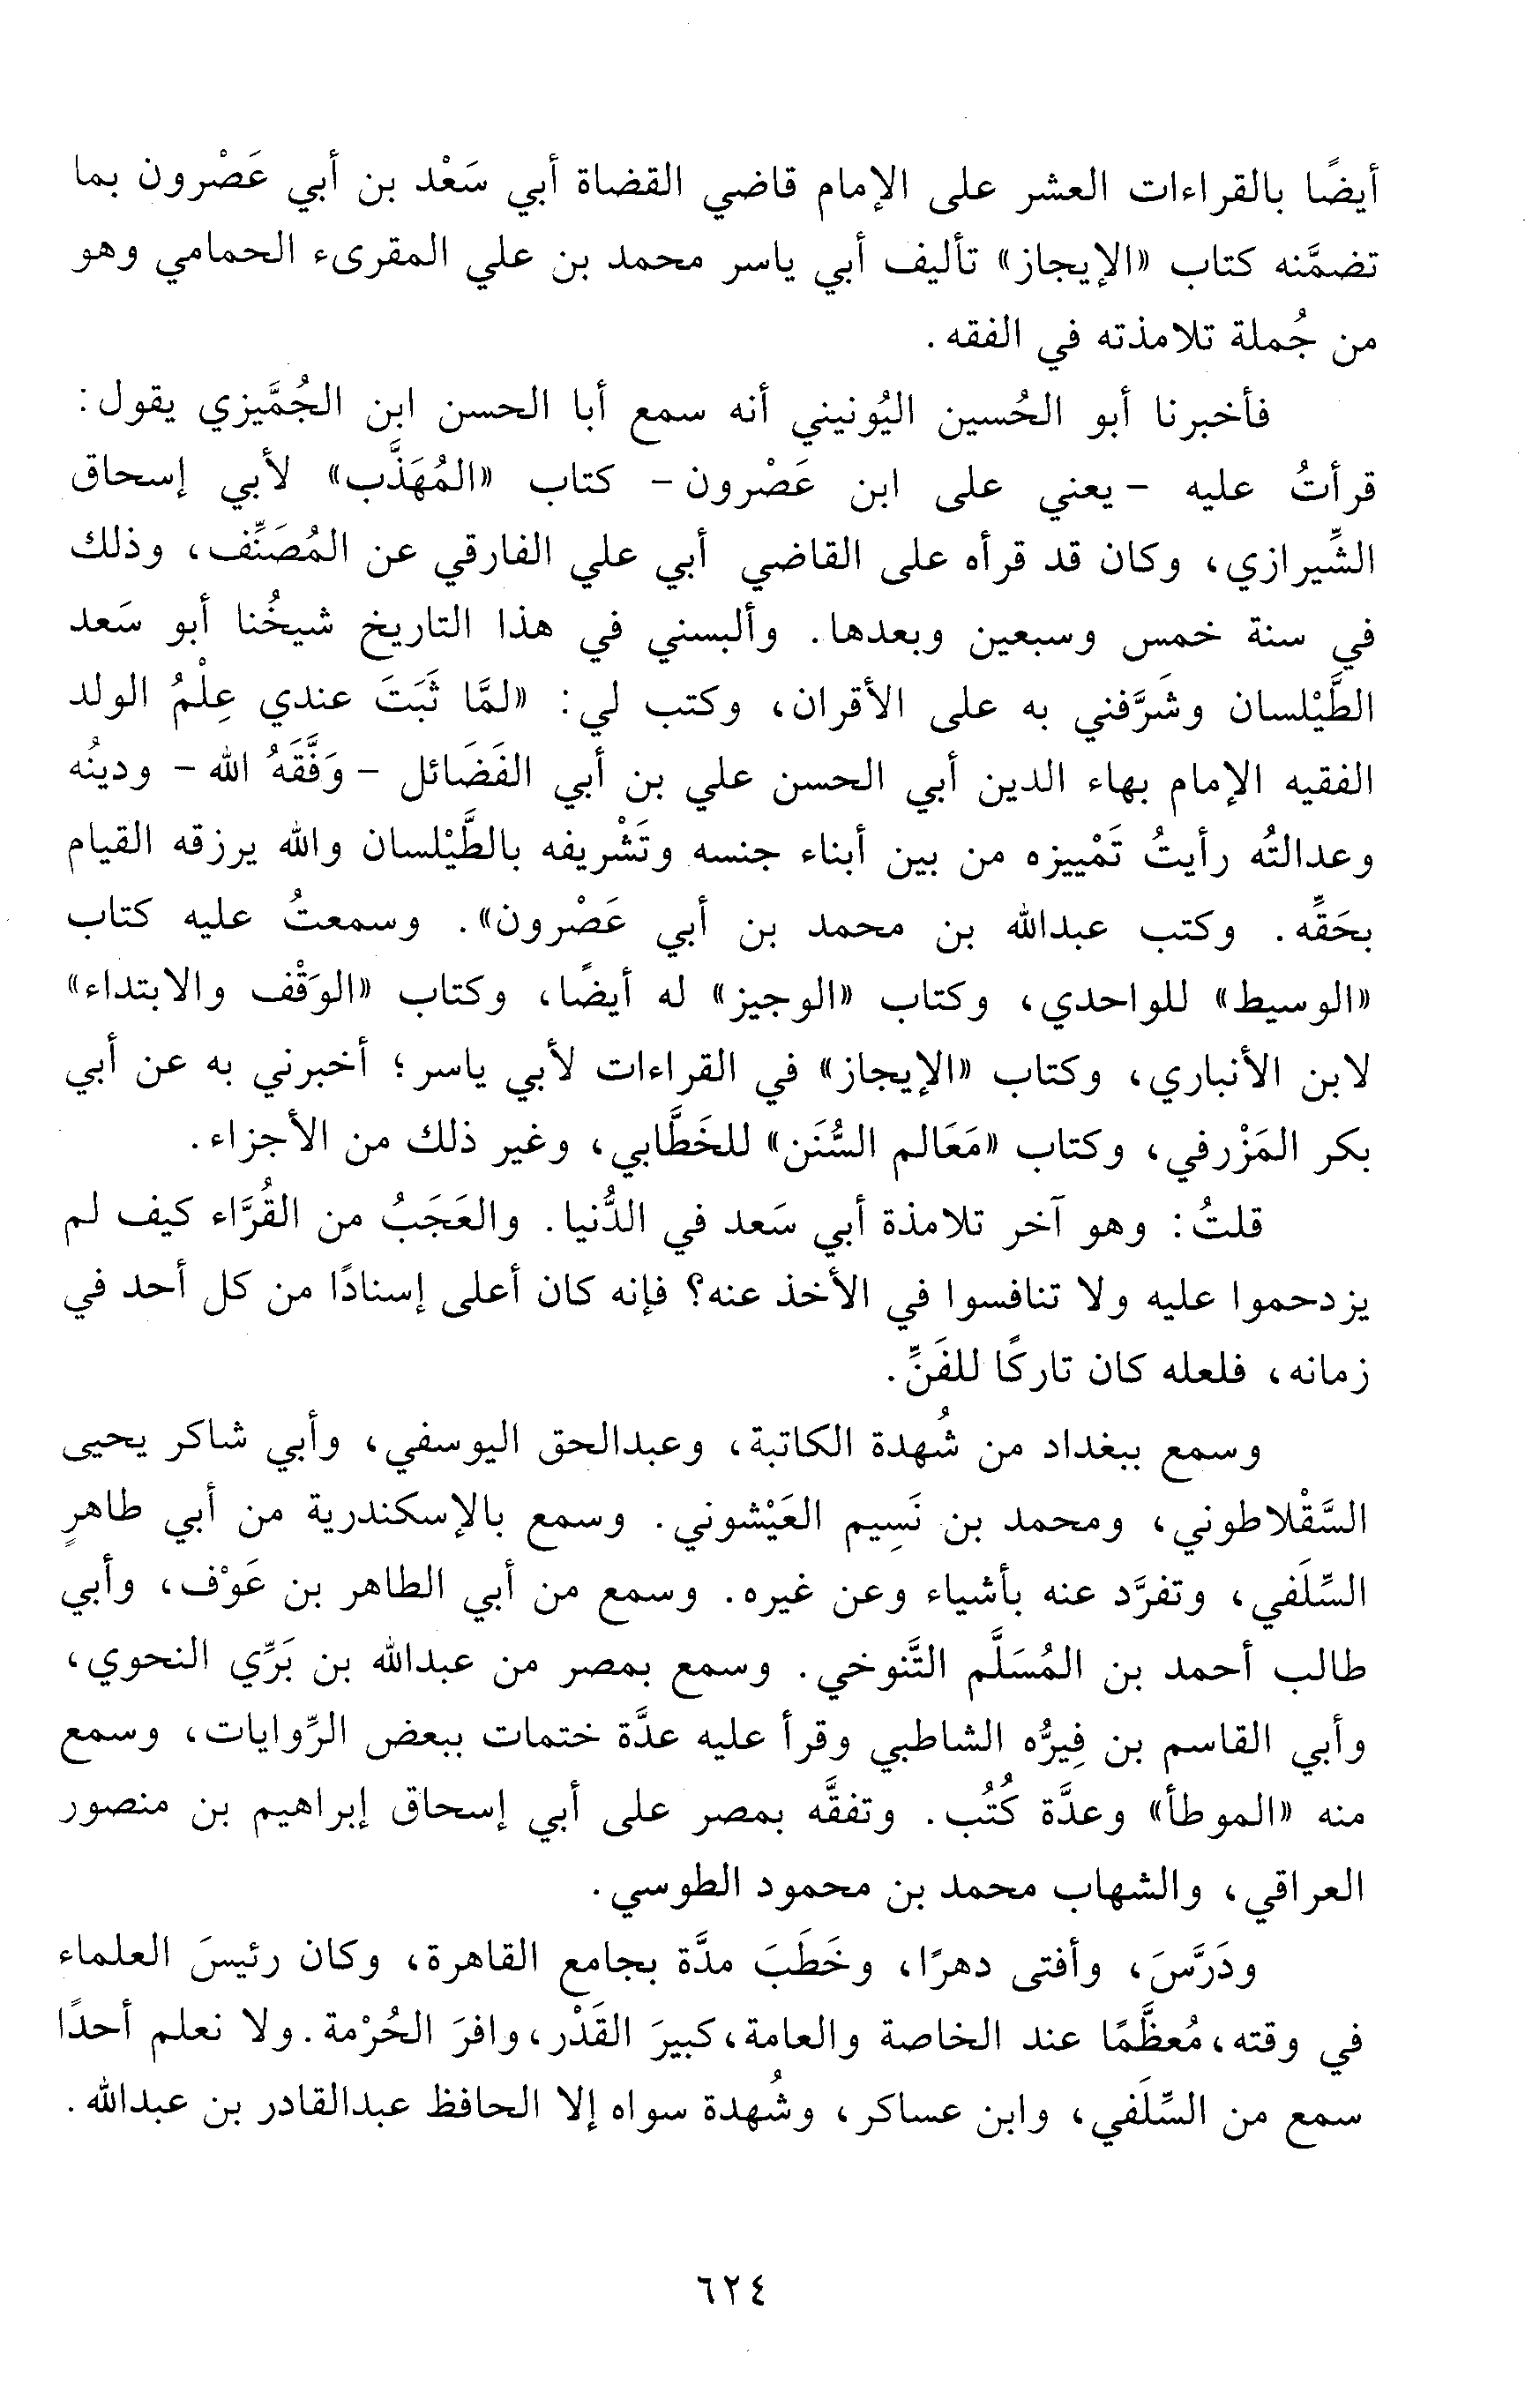 أيضًا بالقراءات العشر على الإمام قاضي القضاة أبي سَعْد بن أبي عَصْرون بما
تضمَّنه كتاب «الإيجاز» تأليف أبي ياسر محمد بن علي المقرىء الحمامي وهو
من جُملة تلامذته في الفقه.
فأخبرنا أبو الحُسين اليُونيني أنه سمع أبا الحسن ابن الجُمَّيزي يقول:
قرأتُ عليه - يعني على ابن عَصْرون - كتاب «المُهَذَّب» لأبي إسحاق
الشِّيرازي، وكان قد قرأه على القاضي أبي علي الفارقي عن المُصَنِّف، وذلك
في سنة خمس وسبعين وبعدها. وألبسني في هذا التاريخ شيخُنا أبو سَعد
الطَّيْلسان وشَرَّفني به على الأقران، وكتب لي: «لمَّا ثَبَتَ عندي عِلْمُ الولد
الفقيه الإمام بهاء الدين أبي الحسن علي بن أبي الفَضَائل - وَفَّقَهُ الله - ودينُه
وعدالتُه رأيتُ تَمْييزه من بين أبناء جنسه وتَشْريفه بالطَّيْلسان والله يرزقه القيام
بحَقِّه. وكتب عبدالله بن محمد بن أبي عَصْرون». وسمعتُ عليه كتاب
«الوسيط» للواحدي، وكتاب «الوجيز» له أيضًا، وكتاب «الوَقْف والابتداء»
لابن الأنباري، وكتاب «الإيجاز» في القراءات لأبي ياسر؛ أخبرني به عن أبي
بكر المَزْرفي، وكتاب «مَعَالم السُّنَن» للخَطَّابي، وغير ذلك من الأجزاء.
قلتُ: وهو آخر تلامذة أبي سَعد في الدُّنيا. والعَجَبُ من القُرَّاء كيف لم
يزدحموا عليه ولا تنافسوا في الأخذ عنه؟ فإنه كان أعلى إسنادًا من كل أحد في
زمانه، فلعله كان تاركًا للفَنِّ.
وسمع ببغداد من شُهدة الكاتبة، وعبدالحق اليوسفي، وأبي شاكر يحيى
السَّقْلاطوني، ومحمد بن نَسِيم العَيْشوني. وسمع بالإسكندرية من أبي طاهرٍ
السِّلَفي، وتفرَّد عنه بأشياء وعن غيره. وسمع من أبي الطاهر بن عَوْف، وأبي
طالب أحمد بن المُسَلَّم التَّنوخي. وسمع بمصر من عبدالله بن بَرِّي النحوي،
وأبي القاسم بن فِيرُّه الشاطبي وقرأ عليه عدَّة ختمات ببعض الرِّوايات، وسمع
منه «الموطأ» وعدَّة كُتُب. وتفقَّه بمصر على أبي إسحاق إبراهيم بن منصور
العراقي، والشهاب محمد بن محمود الطوسي.
ودَرَّسَ، وأفتى دهرًا، وخَطَبَ مدَّة بجامع القاهرة، وكان رئيسَ العلماء
في وقته، مُعظَّمًا عند الخاصة والعامة، كبيرَ القَدْر، وافرَ الحُرْمة. ولا نعلم أحدًا
سمع من السِّلَفي، وابن عساكر، وشُهدة سواه إلا الحافظ عبدالقادر بن عبدالله.
٦٢٤